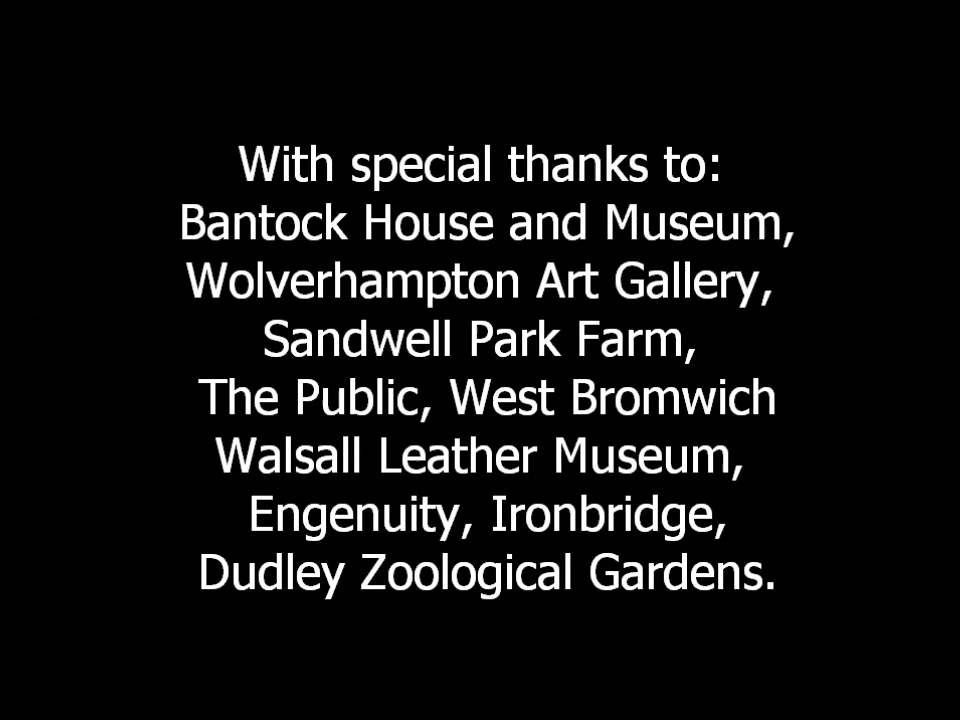 With special thanks to:
Bantock House and Museum,
Wolverhampton Art Gallery,
Sandwell Park Farm,
The Public, West Bromwich
Walsall Leather Museum,
Engenuity, Ironbridge,
Dudley Zoological Gardens.